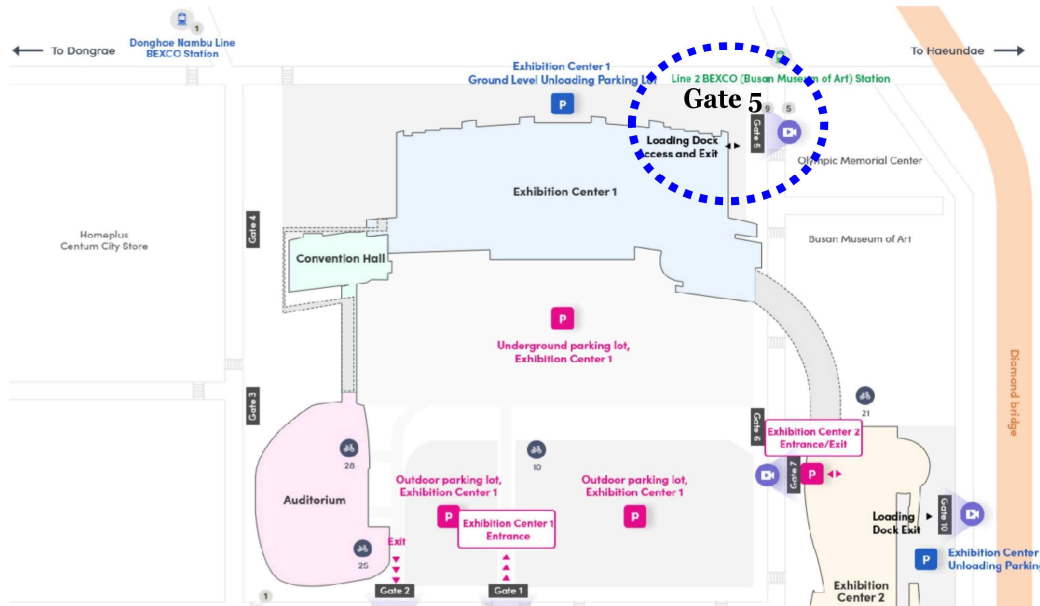 To Dongrae
1
Donghae Nambu Line
BEXCO Station
Exhibition Center 1
Ground Level Unloading Parking Lot
P
Line 2 BEXCO (Busan Museum of Art) Station
To Haeundae
Gate 5
9 5
Gate 5
Loading Dock
Access and Exit
Olympic Memorial Center
Exhibition Center 1
Homeplus
Centum City Store
Gate 4
Convention Hall
Busan Museum of Art
P
Underground parking lot,
Exhibition Center 1
Diamond bridge
Gate 3
21
Gate 6
Exhibition Center 2
Entrance/Exit
Gate 7
P
28
10
Auditorium
Outdoor parking lot,
Exhibition Center 1
P
Outdoor parking lot,
Exhibition Center 1
P
Exhibition Center 1
Entrance
Exit
25
Gate 2
Gate 1
1
Loading
Dock Exit
Gate 10
P
Exhibition Center
Unloading Parking
Exhibition
Center 2